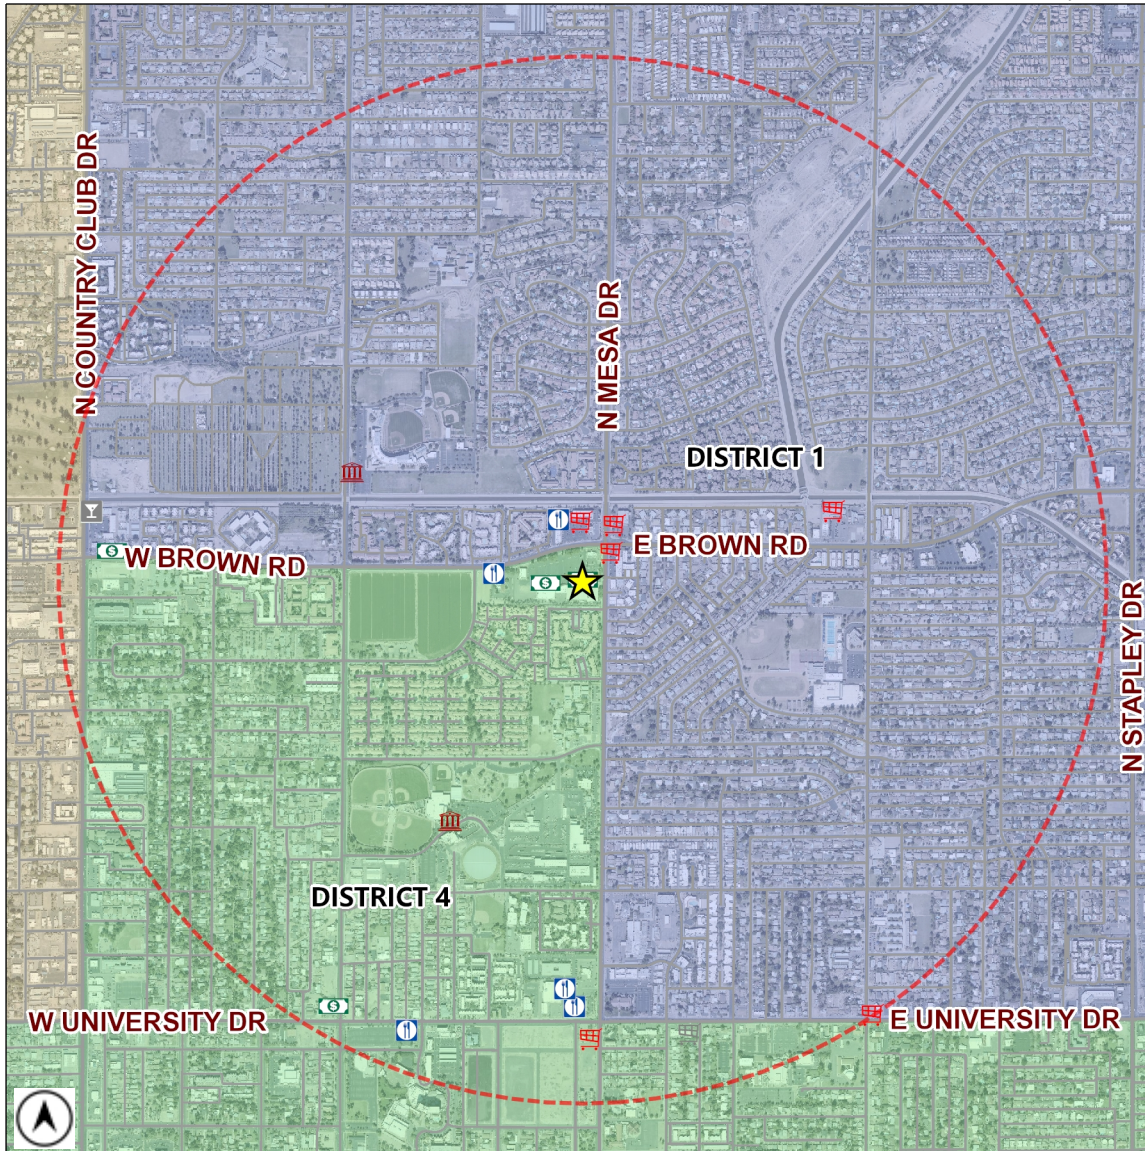 N COUNTRY CLUB DR
N MESA DR
DISTRICT 1
W BROWN RD
E BROWN RD
N STAPLEY DR
DISTRICT 4
W UNIVERSITY DR
E UNIVERSITY DR
$
$
$